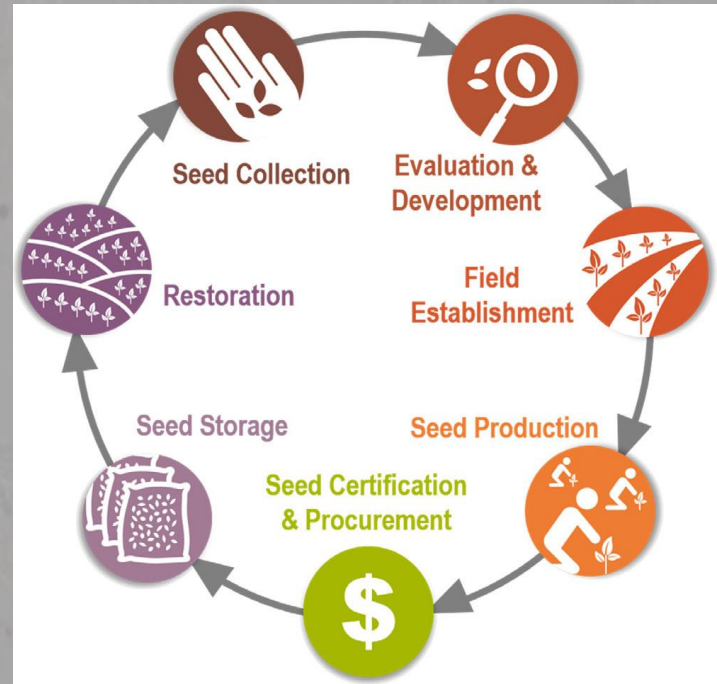 Seed Collection
Evaluation &
Development
Field
Establishment
Seed Production
Seed Certification
& Procurement
$
Seed Storage
Restoration